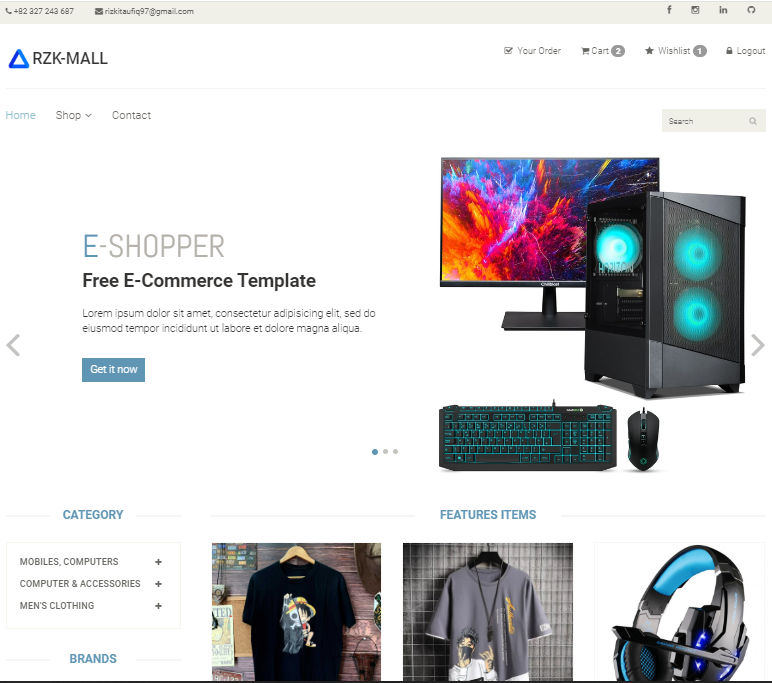 +82 327 243 687
rizkitaufiq97@gmail.com
RZK-MALL
Your Order
Cart 2
Wishlist 1
Logout
Home
Shop
Contact
Search
E-SHOPPER
Free E-Commerce Template
Lorem ipsum dolor sit amet, consectetur adipisicing elit, sed do
eiusmod tempor incididunt ut labore et dolore magna aliqua.
Get it now
CATEGORY
MOBILES, COMPUTERS
COMPUTER & ACCESSORIES
MEN'S CLOTHING
BRANDS
FEATURES ITEMS